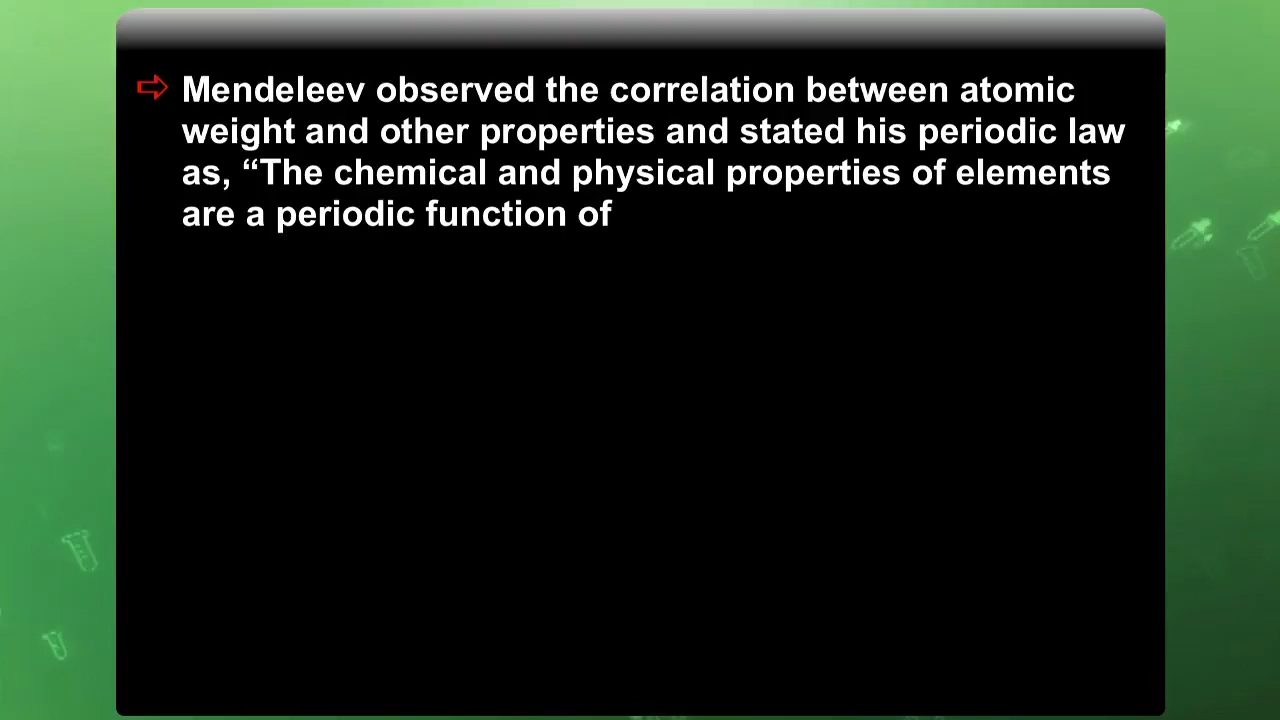 Mendeleev observed the correlation between atomic
weight and other properties and stated his periodic law
as, “The chemical and physical properties of elements
are a periodic function of